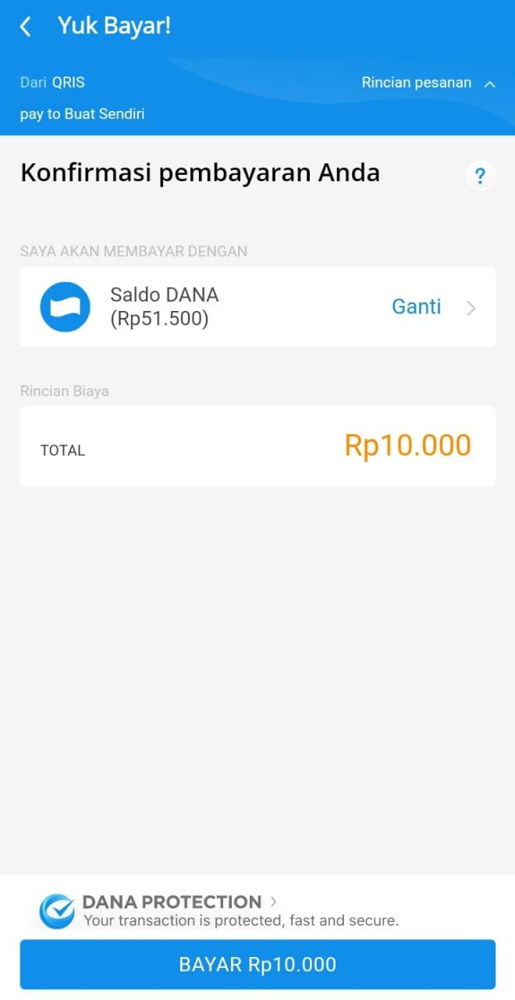 Yuk Bayar!
Dari QRIS
Rincian pesanan
pay to Buat Sendiri
Konfirmasi pembayaran Anda
?
SAYA AKAN MEMBAYAR DENGAN
Saldo DANA
(Rp51.500)
Ganti
Rincian Biaya
TOTAL
Rp10.000
DANA PROTECTION
Your transaction is protected, fast and secure.
BAYAR Rp10.000